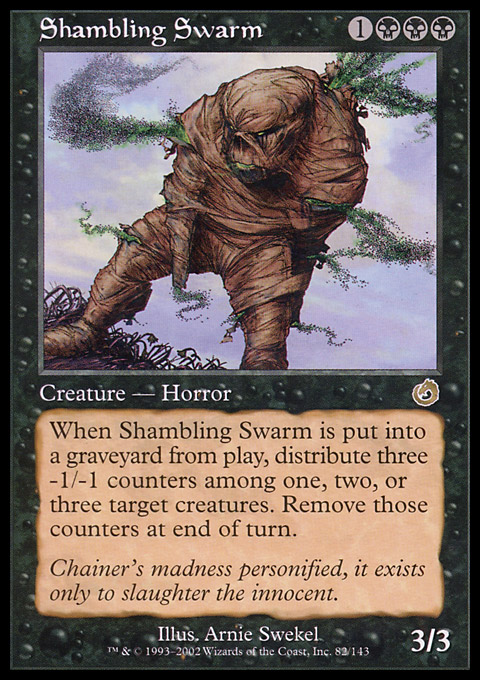 Shambling Swarm 1
Creature — Horror
When Shambling Swarm is put into
a graveyard from play, distribute three
-1/-1 counters among one, two, or
three target creatures. Remove those
counters at end of turn.
Chainer's madness personified, it exists
only to slaughter the innocent.
Illus. Arnie Swekel
3/3
™ & © 1993-2002 Wizards of the Coast, Inc. 82/143